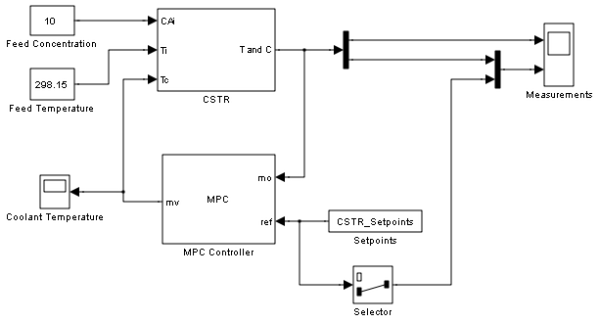 10
Feed Concentration
298.15
Feed Temperature
CAi
Ti
Tc
T and C
CSTR
Measurements
Coolant Temperature
mv
MPC
mo
ref
MPC Controller
CSTR_Setpoints
Setpoints
Selector